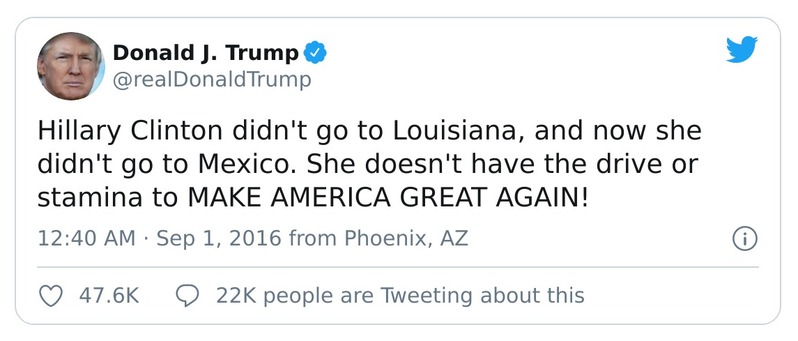 Donald J. Trump
@realDonaldTrump
Hillary Clinton didn't go to Louisiana, and now she
didn't go to Mexico. She doesn't have the drive or
stamina to MAKE AMERICA GREAT AGAIN!
12:40 AM · Sep 1, 2016 from Phoenix, AZ
47.6K 22K people are Tweeting about this